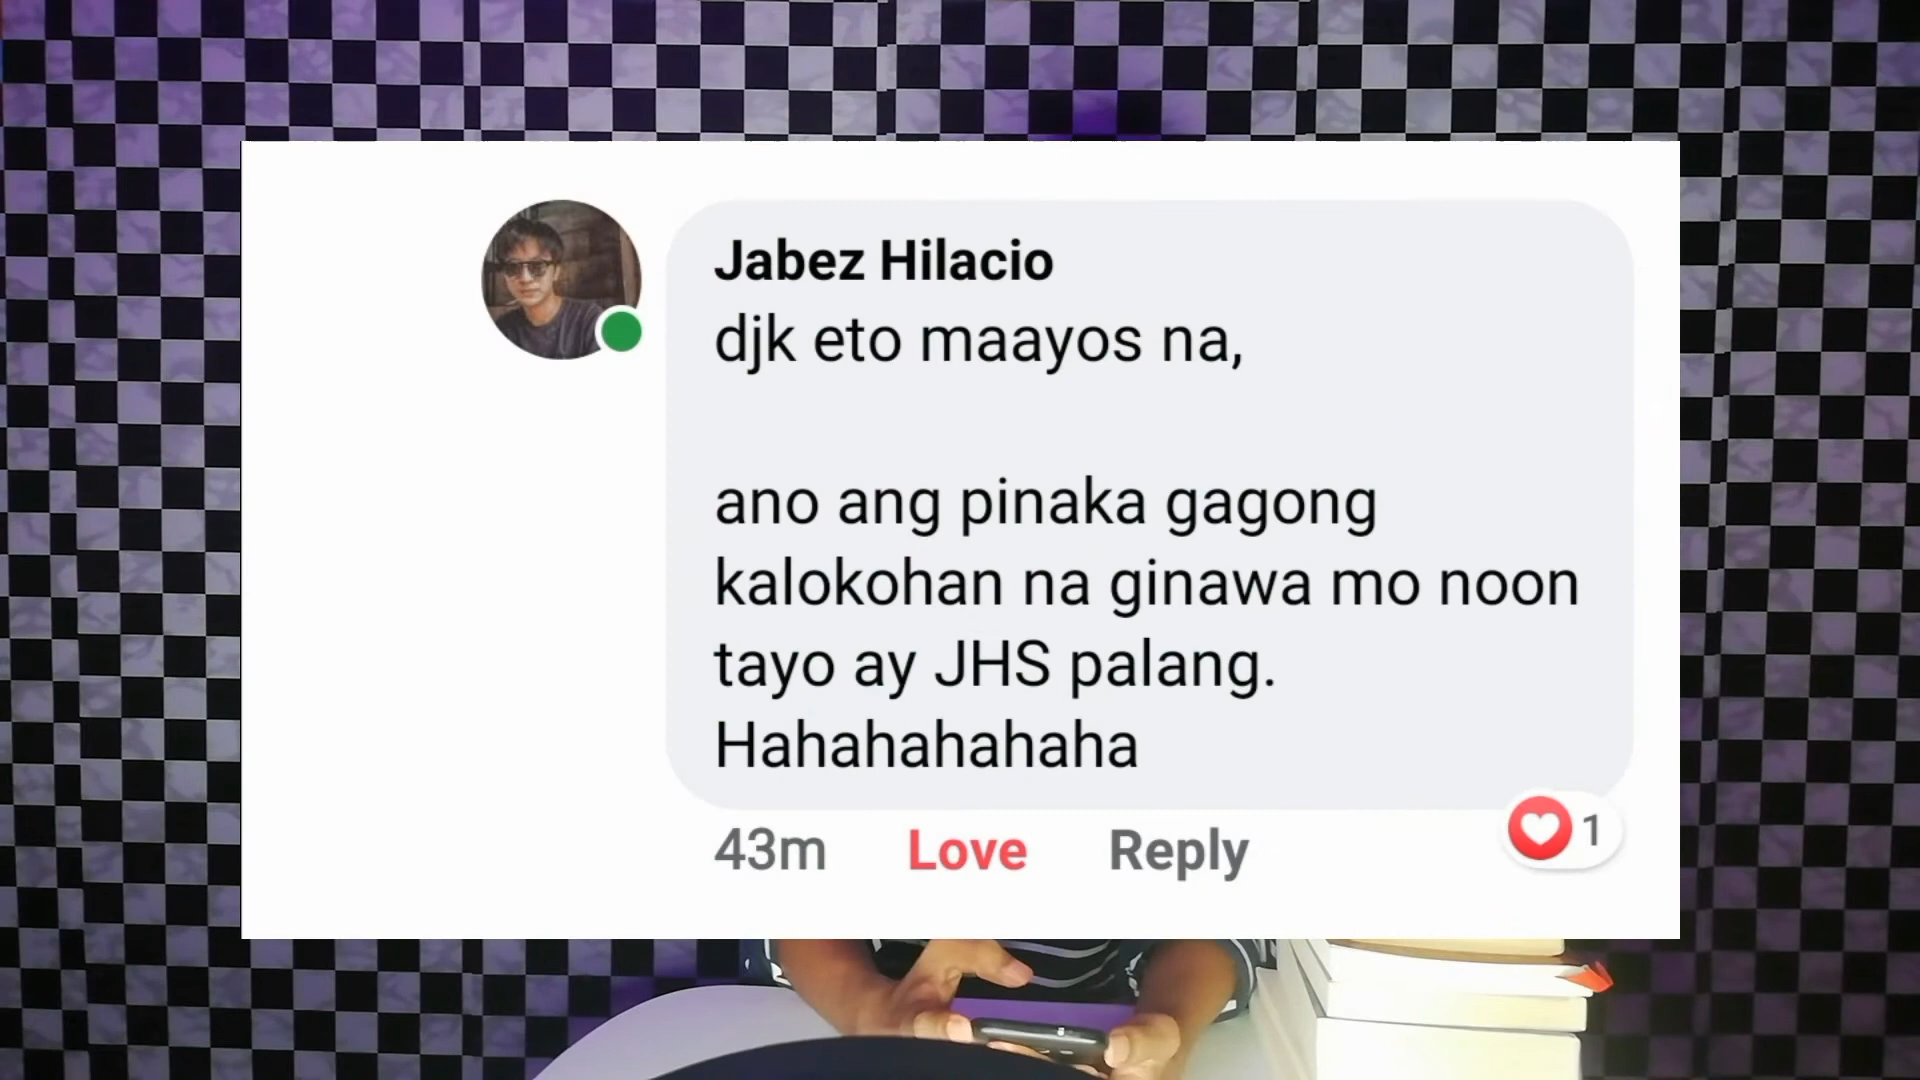 Jabez Hilacio
djk eto maayos na,
ano ang pinaka gagong
kalokohan na ginawa mo noon
tayo ay JHS palang.
Hahahahahaha
43m Love Reply 1